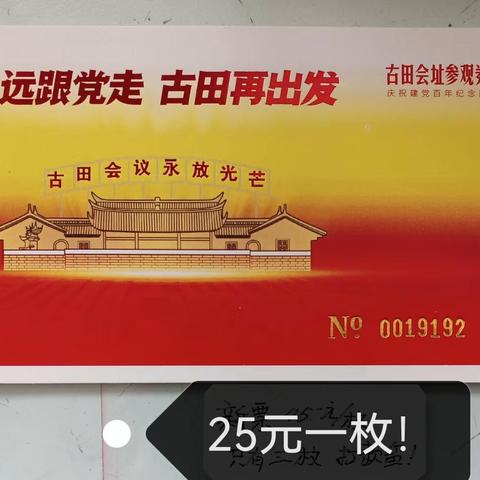 远跟党走 古田再出发
古田会址参观券
庆祝建党百年纪念
古田会议永放光芒
№ 0019192
25元一枚!